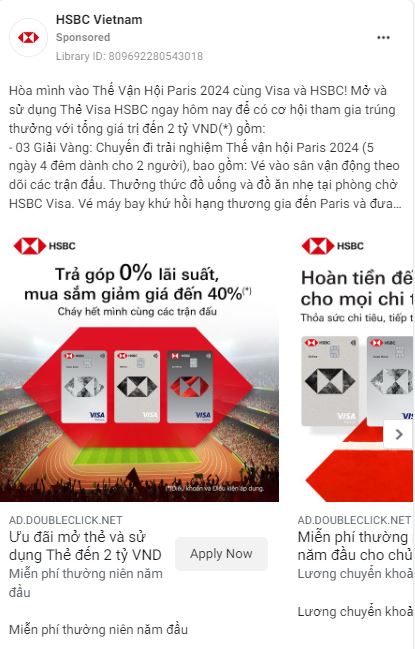 HSBC Vietnam
Sponsored
Library ID: 809692280543018
Hòa mình vào Thế Vận Hội Paris 2024 cùng Visa và HSBC! Mở và
sử dụng Thẻ Visa HSBC ngay hôm nay để có cơ hội tham gia trúng
thưởng với tổng giá trị đến 2 tỷ VND(*) gồm:
- 03 Giải Vàng: Chuyến đi trải nghiệm Thế vận hội Paris 2024 (5
ngày 4 đêm dành cho 2 người), bao gồm: Vé vào sân vận động theo
dõi các trận đấu. Thưởng thức đồ uống và đồ ăn nhẹ tại phòng chờ
HSBC Visa. Vé máy bay khứ hồi hạng thương gia đến Paris và đưa...
HSBC
Trả góp 0% lãi suất,
mua sắm giảm giá đến 40%(*)
Cháy hết mình cùng các trận đấu
HSBC
HSBC
HSBC
VISA
VISA
VISA
(*)Điều khoản và Điều kiện áp dụng.
AD.DOUBLECLICK.NET
Ưu đãi mở thẻ và sử
dụng Thẻ đến 2 tỷ VND
Miễn phí thường niên năm
đầu
Apply Now
Miễn phí thường niên năm đầu
HSBC
Hoàn tiền đế
cho mọi chi t
Thỏa sức chi tiêu, tiếp t
HSBC
HSBC
VISA
AD.DOUBLECLICK.NET
Miễn phí thường
năm đầu cho chủ
Lương chuyển khoả
Lương chuyển khoả